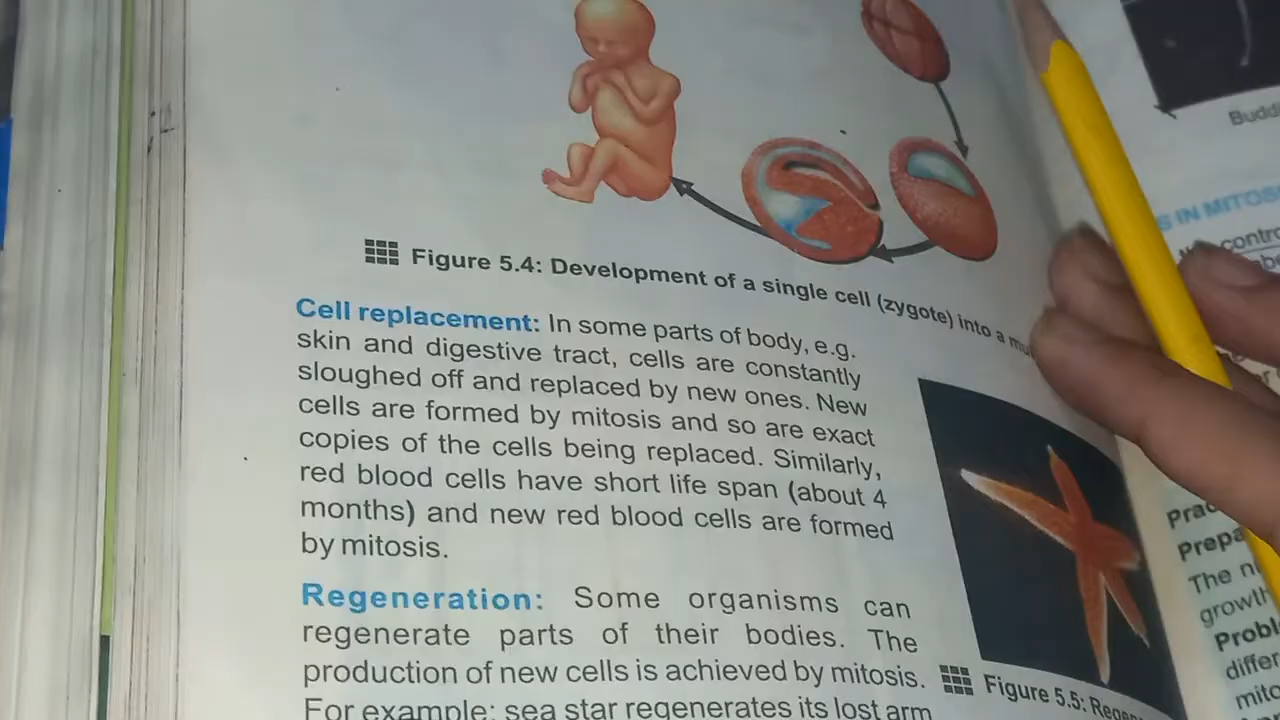 Figure 5.4: Development of a single cell (zygote) into a
Cell replacement: In some parts of body, e.g.
skin and digestive tract, cells are constantly
sloughed off and replaced by new ones. New
cells are formed by mitosis and so are exact
copies of the cells being replaced. Similarly,
red blood cells have short life span (about 4
months) and new red blood cells are formed
by mitosis.
Regeneration: Some organisms can
regenerate parts of their bodies. The
production of new cells is achieved by mitosis.
For example: sea star regenerates its lost arm
Figure 5.5:
IN MITOS
The
growth